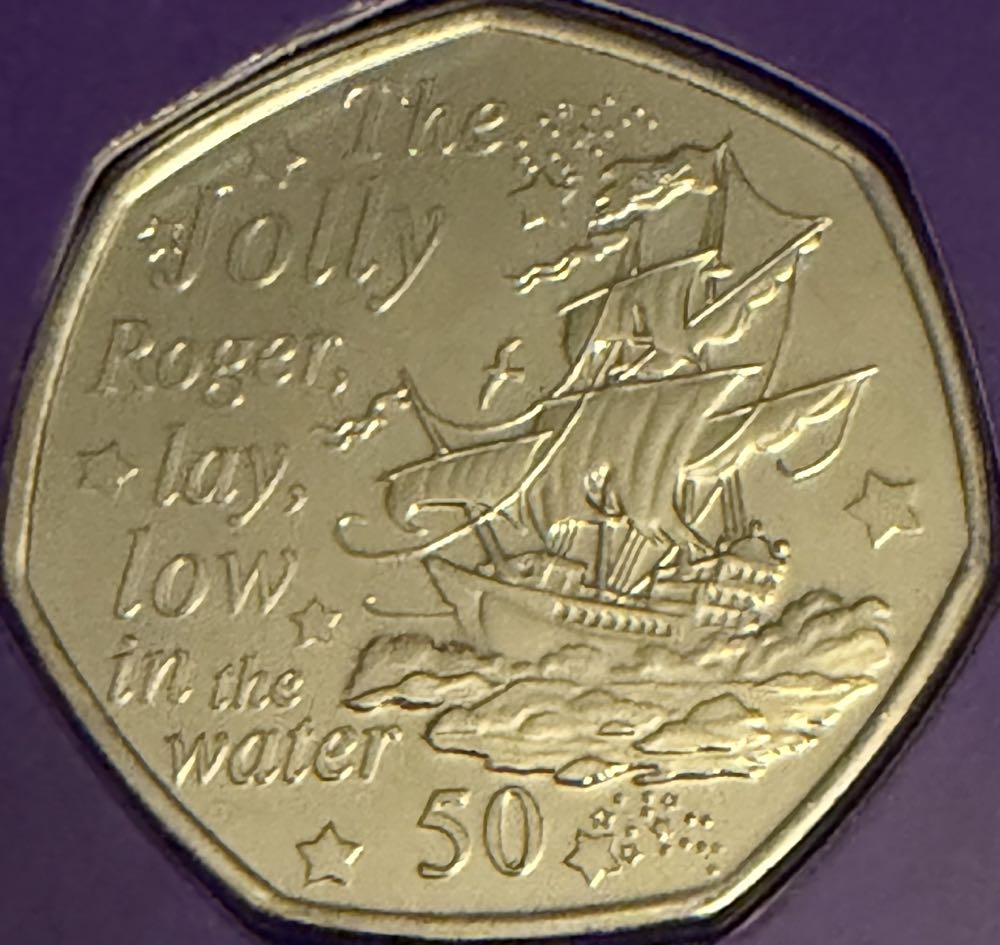 The
Jolly
Roger,
lay,
low
in the
water
50